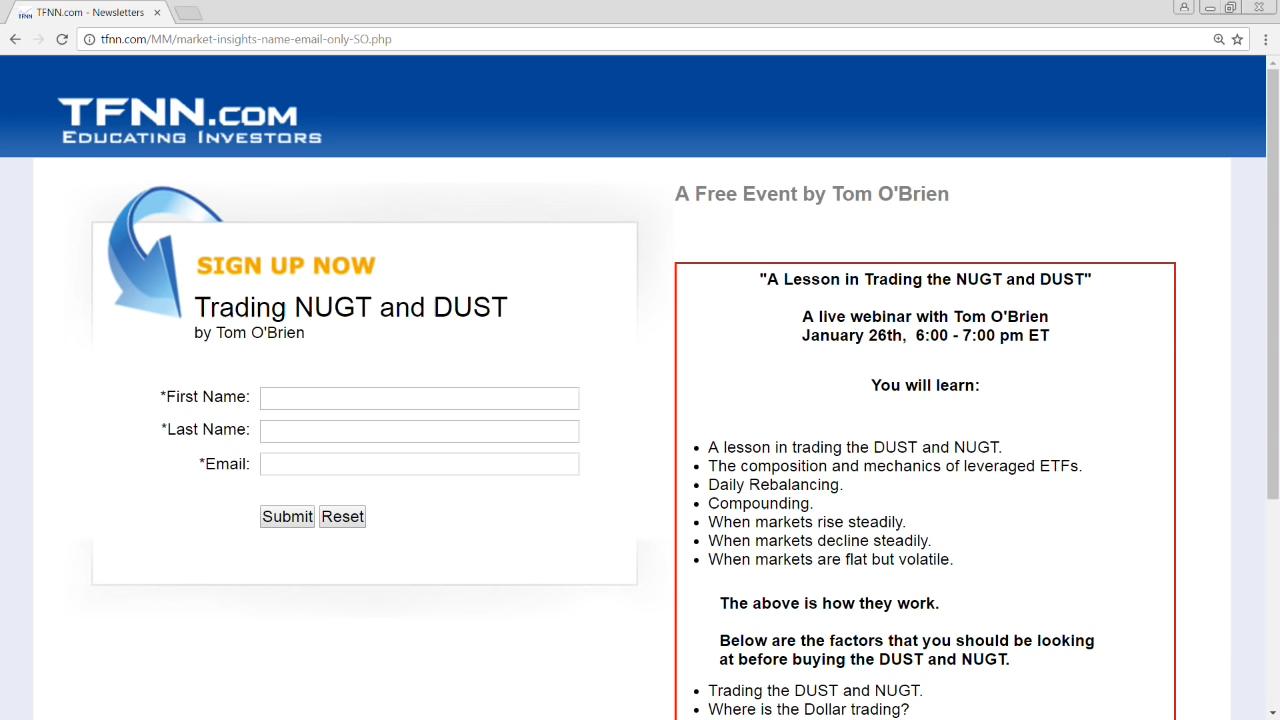 TFNN.com - Newsletters
tfnn.com/MM/market-insights-name-email-only-SO.php
TFNN.COM
EDUCATING INVESTORS
SIGN UP NOW
Trading NUGT and DUST
by Tom O'Brien
*First Name:
*Last Name:
*Email:
Submit Reset
A Free Event by Tom O'Brien
"A Lesson in Trading the NUGT and DUST"
A live webinar with Tom O'Brien
January 26th, 6:00 - 7:00 pm ET
You will learn:
• A lesson in trading the DUST and NUGT.
• The composition and mechanics of leveraged ETFs.
• Daily Rebalancing.
• Compounding.
• When markets rise steadily.
• When markets decline steadily.
• When markets are flat but volatile.
The above is how they work.
Below are the factors that you should be looking
at before buying the DUST and NUGT.
• Trading the DUST and NUGT.
• Where is the Dollar trading?